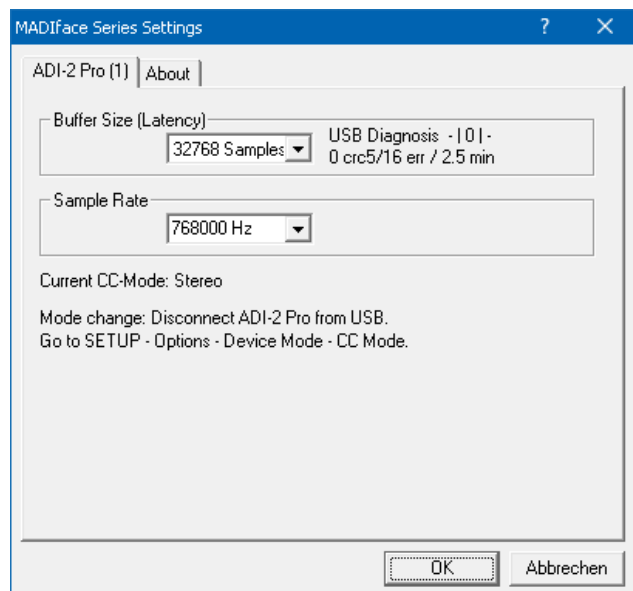 MADIface Series Settings ?
ADI-2 Pro (1) About
Buffer Size (Latency)
32768 Samples
USB Diagnosis - | 0 | -
0 crc5/16 err / 2.5 min
Sample Rate
768000 Hz
Current CC-Mode: Stereo
Mode change: Disconnect ADI-2 Pro from USB.
Go to SETUP - Options - Device Mode - CC Mode.
OK Abbrechen